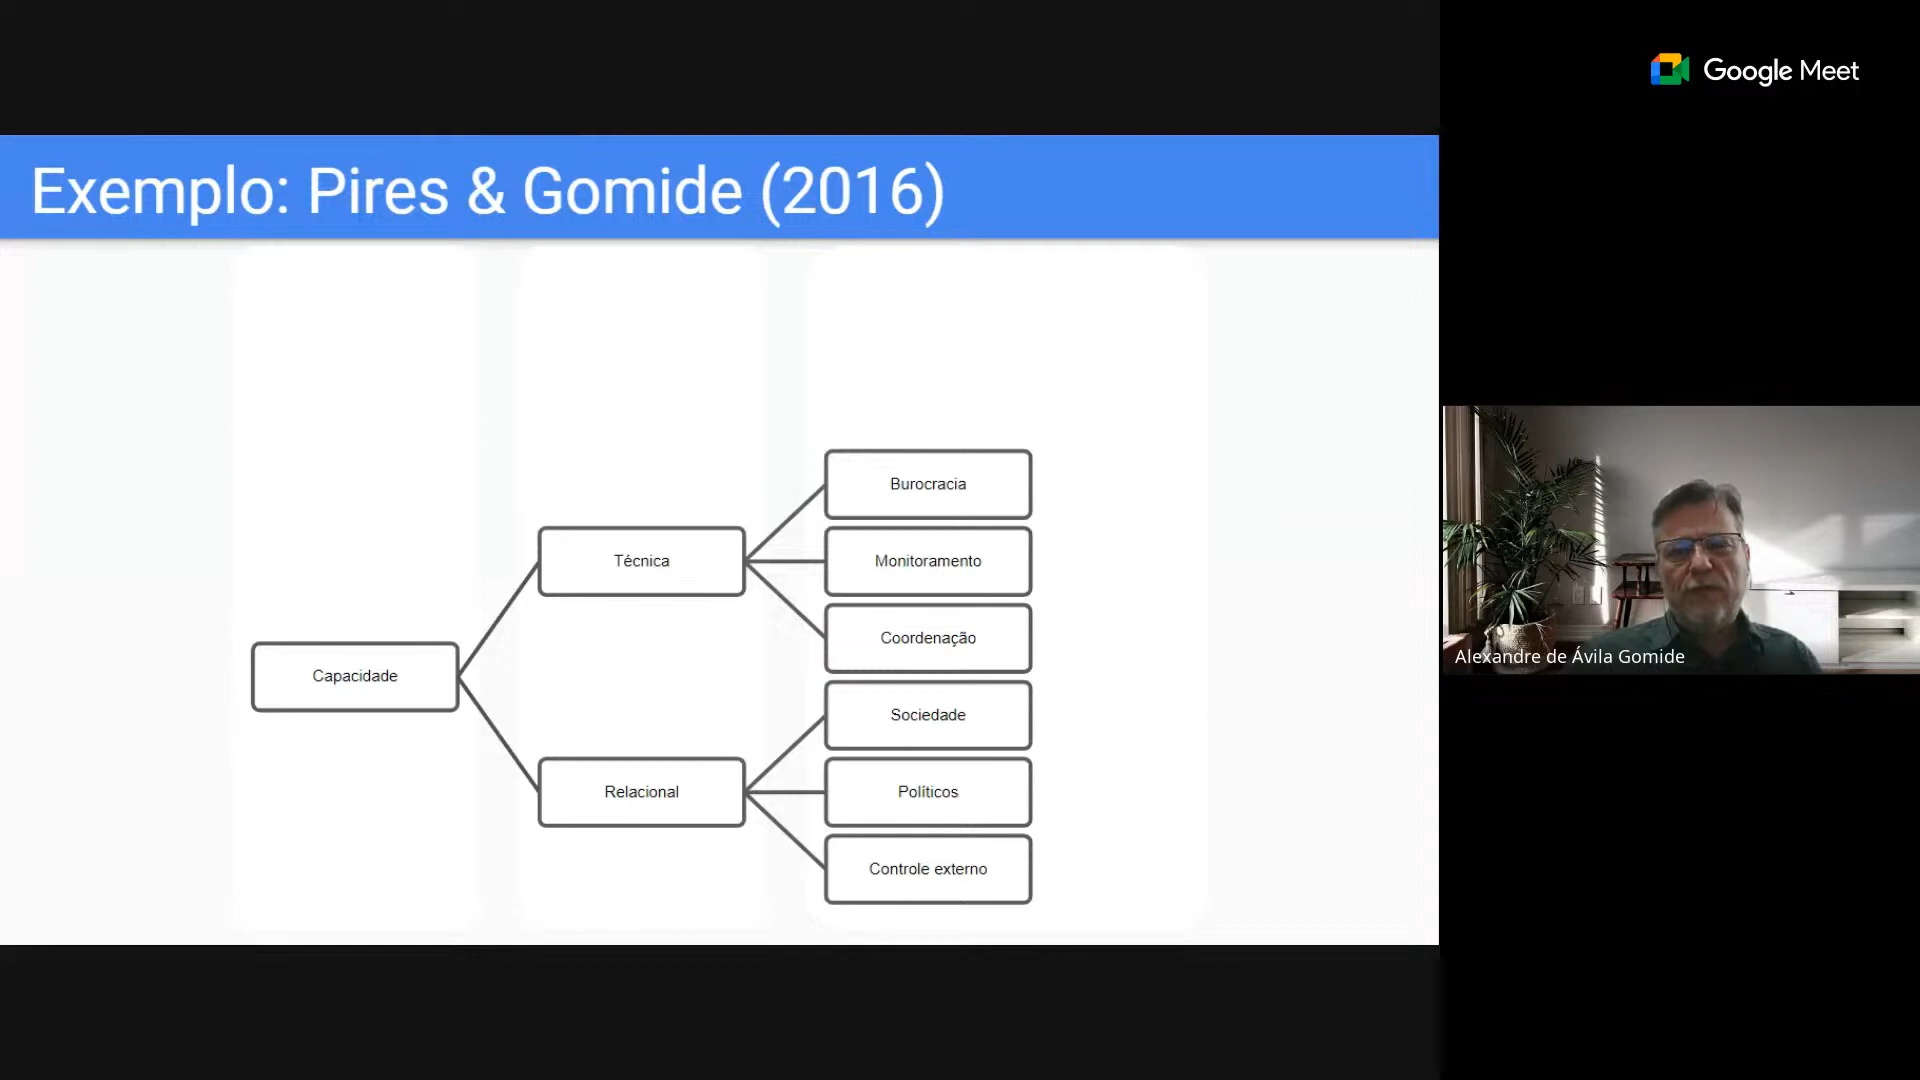 Google Meet
Exemplo: Pires & Gomide (2016)
Burocracia
Técnica
Monitoramento
Coordenação
Capacidade
Sociedade
Relacional
Políticos
Controle externo
Alexandre de Ávila Gomide